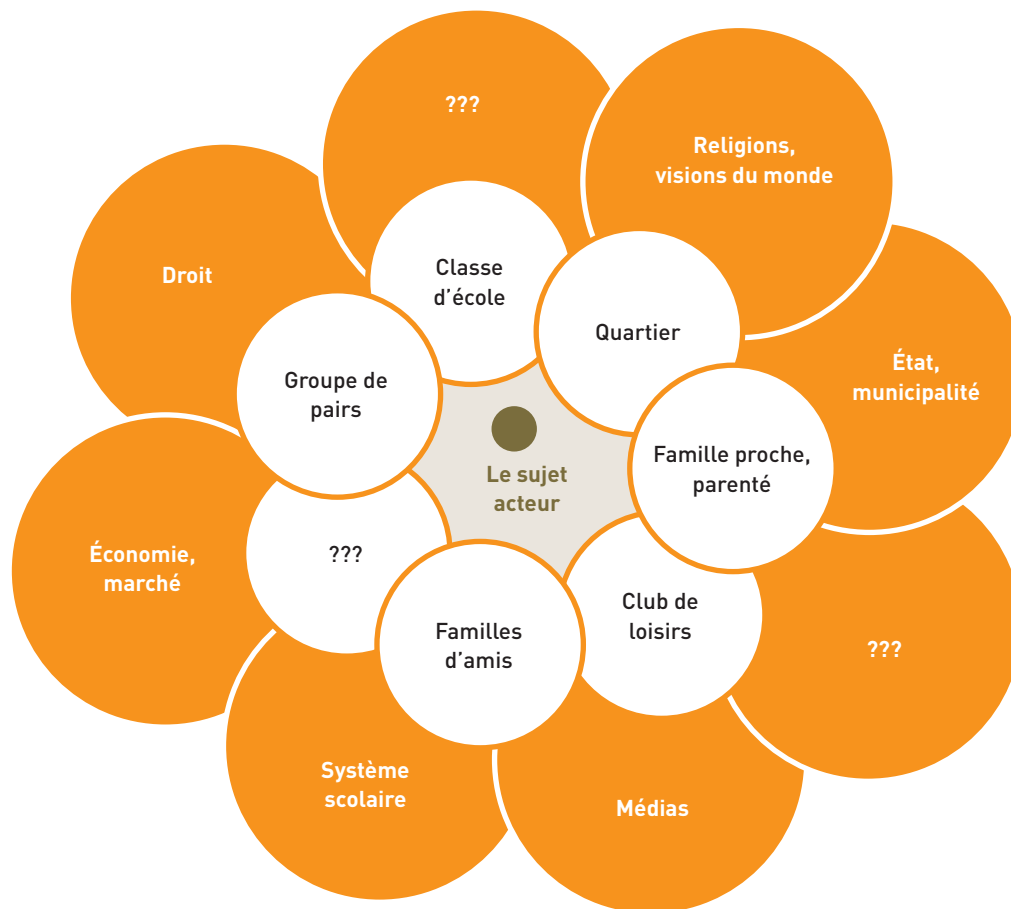 ???
Religions,
visions du monde
Droit
Classe
d’école
Quartier
État,
municipalité
Groupe de
pairs
Famille proche,
parenté
Le sujet
acteur
Économie,
marché
???
Club de
loisirs
Familles
d’amis
???
Système
scolaire
Médias